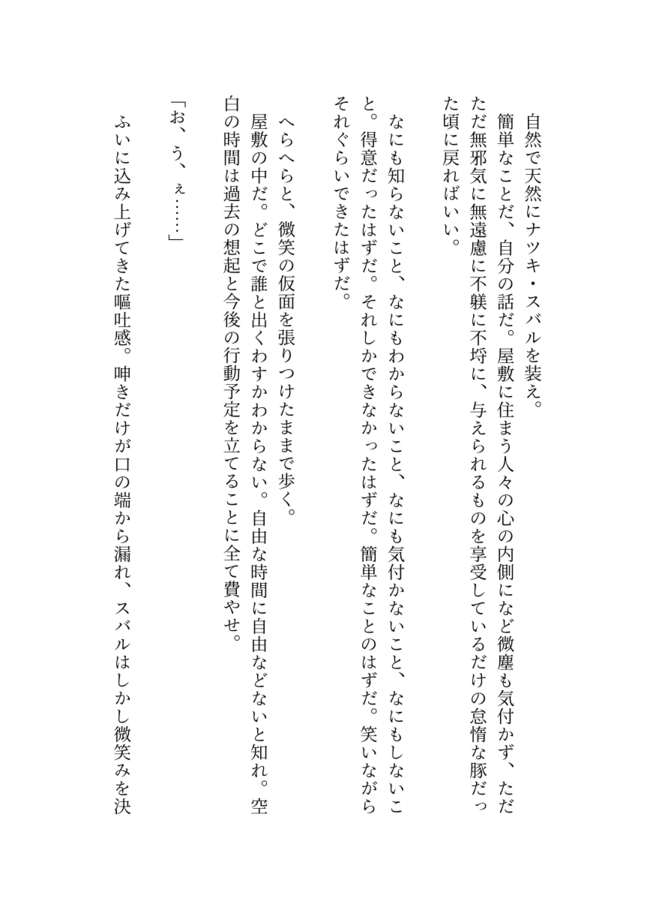 自然で天然にナツキ・スバルを装え。
簡単なことだ、自分の話だ。屋敷に住まう人々の心の内側になど微塵も気付かず、ただ
ただ無邪気に無遠慮に不躾に不埒に、与えられるものを享受しているだけの怠惰な豚だっ
た頃に戻ればいい。
なにも知らないこと、なにもわからないこと、なにも気付かないこと、なにもしないこ
と。得意だったはずだ。それしかできなかったはずだ。簡単なことのはずだ。笑いながら
それぐらいできたはずだ。
へらへらと、微笑の仮面を張りつけたままで歩く。
屋敷の中だ。どこで誰と出くわすかわからない。自由な時間に自由などないと知れ。空
白の時間は過去の想起と今後の行動予定を立てることに全て費やせ。
「お、う、ぇ……」
ふいに込み上げてきた嘔吐感。呻きだけが口の端から漏れ、スバルはしかし微笑みを決